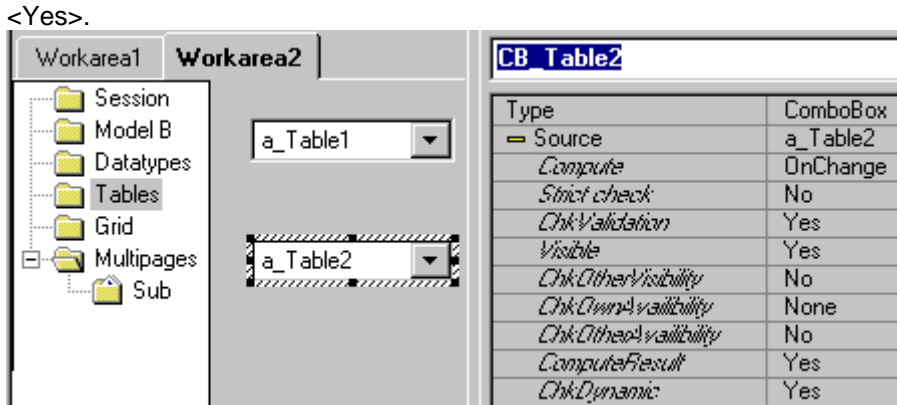 <Yes>.
Workarea1 Workarea2
Session
Model B
Datatypes
Tables
Grid
Multipages
Sub
a_Table1
a_Table2
CB_Table2
Type ComboBox
Source a_Table2
Compute OnChange
Strict check No
ChkValidation Yes
Visible Yes
ChkOtherVisibility No
ChkOwnAvailibility None
ChkOtherAvailibility No
ComputeResult Yes
ChkDynamic Yes